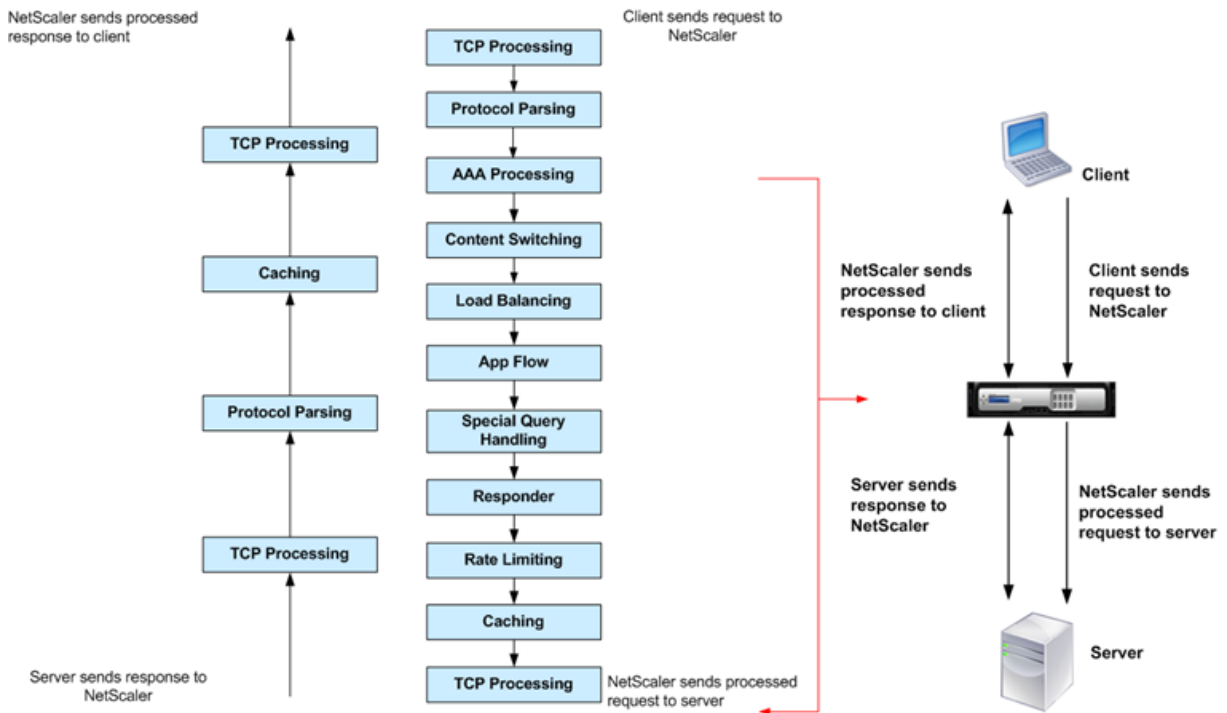 NetScaler sends processed
response to client
TCP Processing
Caching
Protocol Parsing
TCP Processing
Server sends response to
NetScaler
Client sends request to
NetScaler
TCP Processing
Protocol Parsing
AAA Processing
Content Switching
Load Balancing
App Flow
Special Query
Handling
Responder
Rate Limiting
Caching
TCP Processing
NetScaler sends processed
request to server
Client
NetScaler sends
processed
response to client
Client sends
request to
NetScaler
Server sends
response to
NetScaler
NetScaler sends
processed
request to server
Server